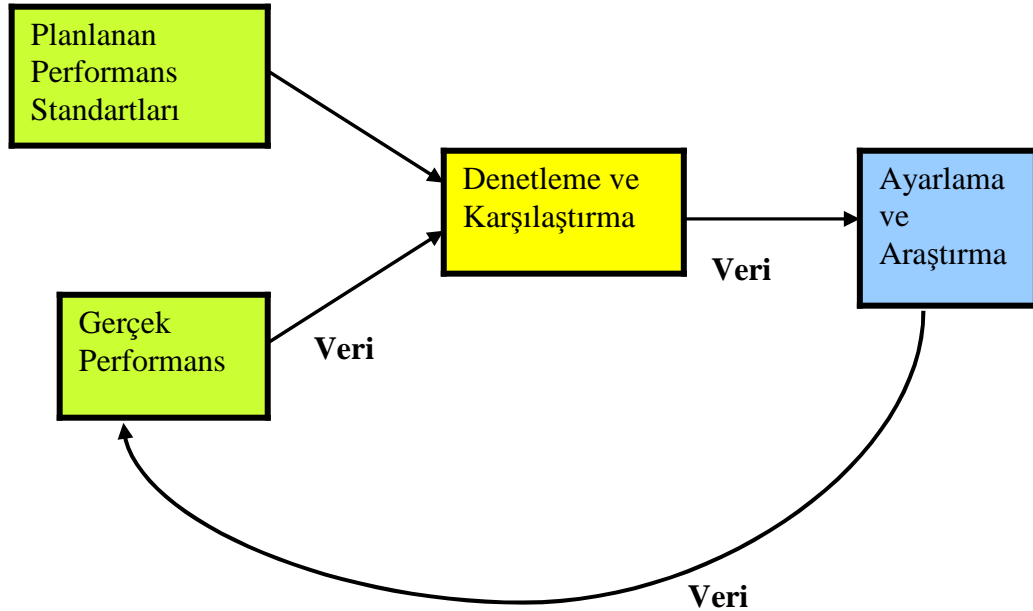 Planlanan
Performans
Standartları
Denetleme ve
Karşılaştırma
Ayarlama
ve
Araştırma
Veri
Gerçek
Performans
Veri
Veri